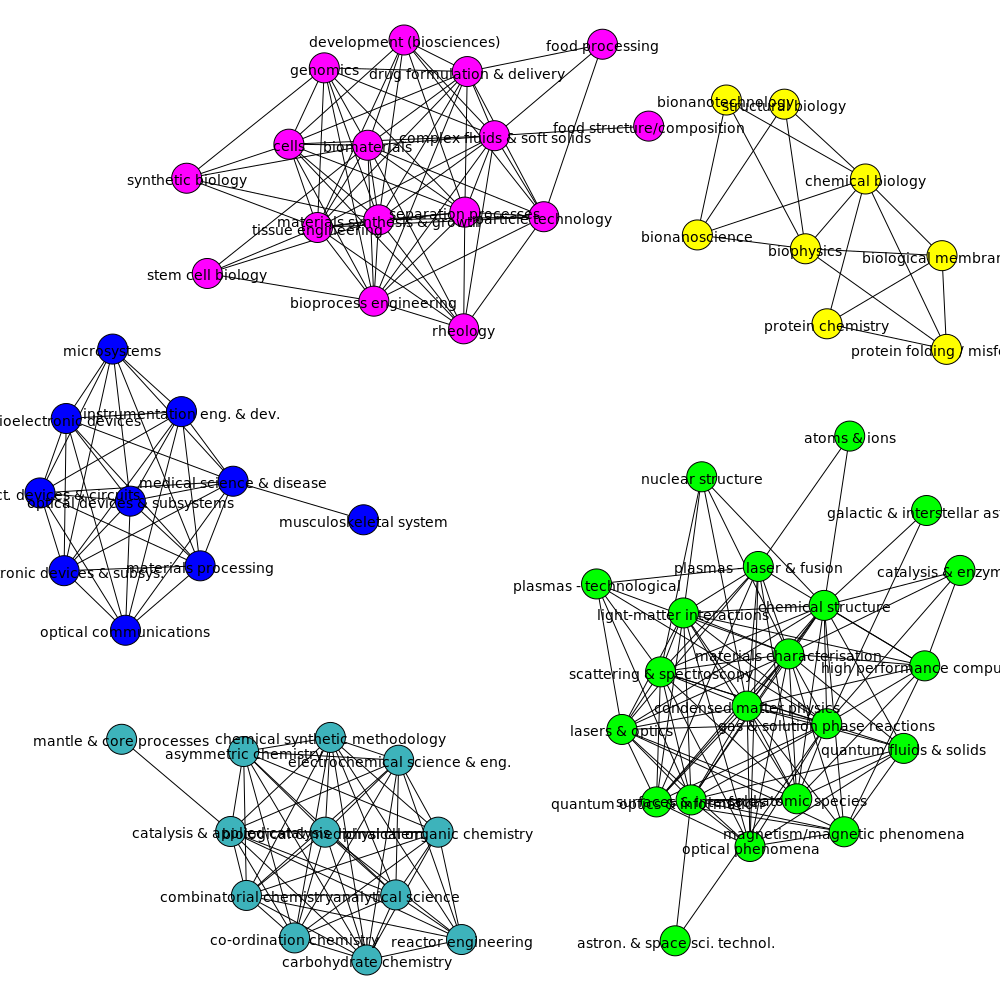 development (biosciences)
food processing
genomics
drug formulation & delivery
bionanotechnology
structural biology
food structure/composition
complex fluids & soft solids
cells
biomaterials
synthetic biology
chemical biology
separation processes
particle technology
materials synthesis & growth
tissue engineering
bionanoscience
biophysics
biological membran
stem cell biology
bioprocess engineering
rheology
protein chemistry
protein folding / misfo
microsystems
instrumentation eng. & dev.
ioelectronic devices
medical science & disease
ct. devices & circuits
optical devices & subsystems
musculoskeletal system
ronic devices & subsys.
materials processing
optical communications
atoms & ions
nuclear structure
galactic & interstellar as
plasmas - laser & fusion
catalysis & enzym
plasmas - technological
light-matter interactions
chemical structure
materials characterisation
high performance compu
scattering & spectroscopy
condensed matter physics
lasers & optics
gas & solution phase reactions
quantum fluids & solids
quantum optics & information
surfaces & interfaces
cold atomic species
magnetism/magnetic phenomena
optical phenomena
astron. & space sci. technol.
mantle & core processes
chemical synthetic methodology
asymmetric chemistry
electrochemical science & eng.
catalysis & applied catalysis
physical organic chemistry
combinatorial chemistry
analytical science
co-ordination chemistry
reactor engineering
carbohydrate chemistry